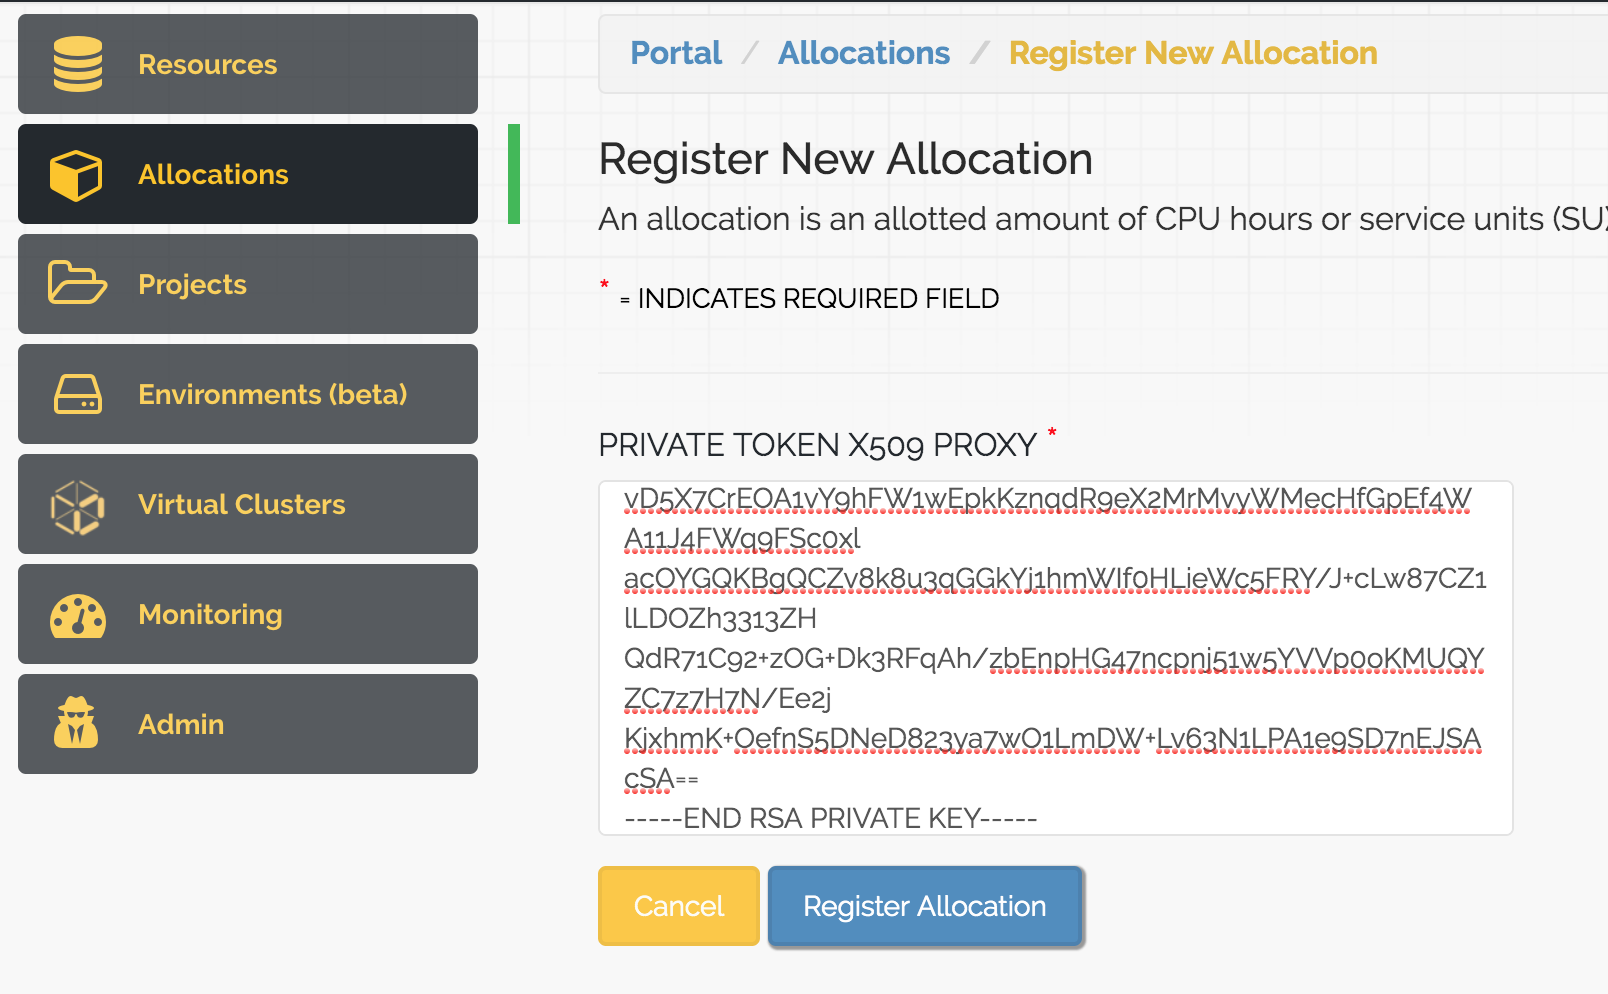 Resources
Allocations
Projects
Environments (beta)
Virtual Clusters
Monitoring
Admin
Portal / Allocations / Register New Allocation
Register New Allocation
An allocation is an allotted amount of CPU hours or service units (SU)
* = INDICATES REQUIRED FIELD
PRIVATE TOKEN X509 PROXY *
vD5X7CrEOA1vY9hFW1wEpkKznqdR9eX2MrMvyWMecHfGpEf4W
A11J4FWq9FSc0xl
acOYGQKBgQCZv8k8u3qGGkYj1hmWIf0HLieWc5FRY/J+cLw87CZ1
lLDOZh3313ZH
QdR71C92+zOG+Dk3RFqAh/zbEnpHG47ncpnj51w5YVVp0oKMUQY
ZC7z7H7N/Ee2j
KjxhmK+OefnS5DNeD823ya7wO1LmDW+Lv63N1LPA1e9SD7nEJSA
cSA==
-----END RSA PRIVATE KEY-----
Cancel
Register Allocation